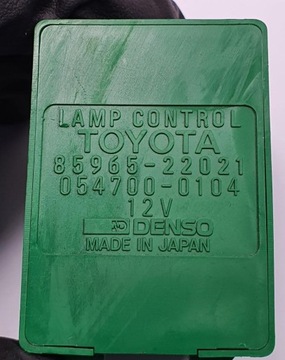 LAMP CONTROL
TOYOTA
85965-22021
054700-0104
12V
DENSO
MADE IN JAPAN